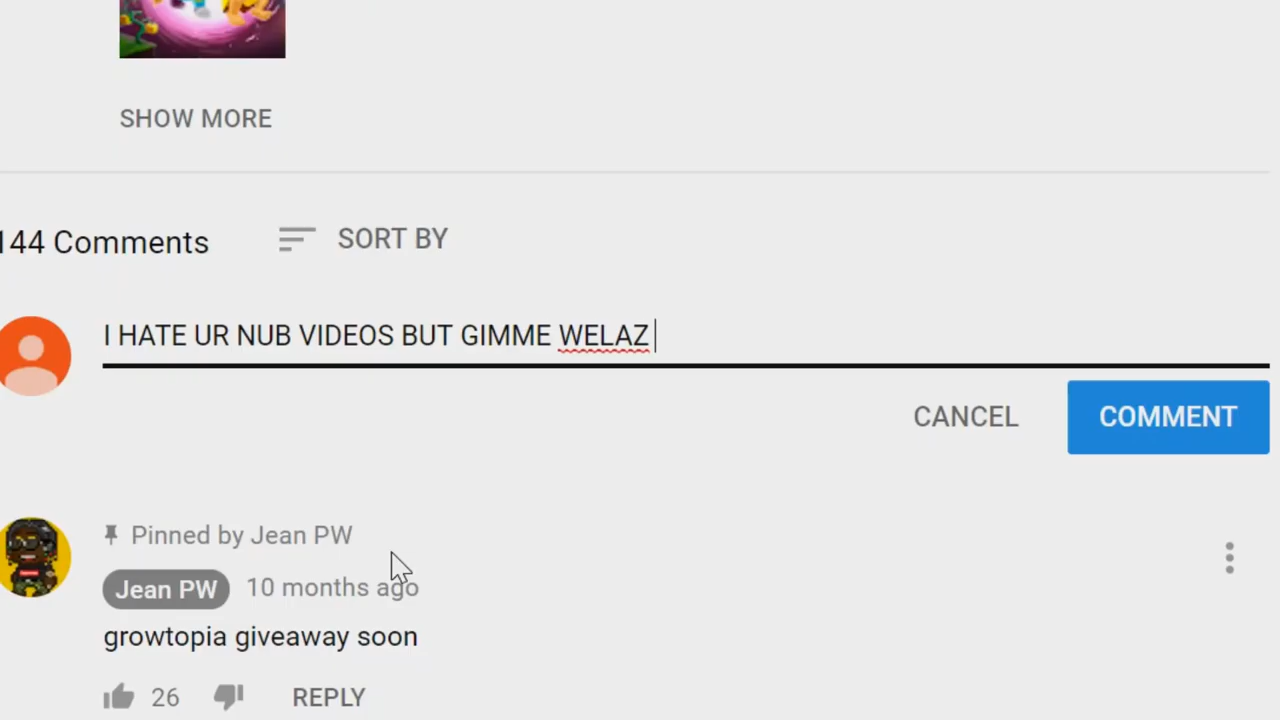 SHOW MORE
144 Comments
SORT BY
I HATE UR NUB VIDEOS BUT GIMME WELAZ
CANCEL
COMMENT
Pinned by Jean PW
Jean PW 10 months ago
growtopia giveaway soon
26 REPLY